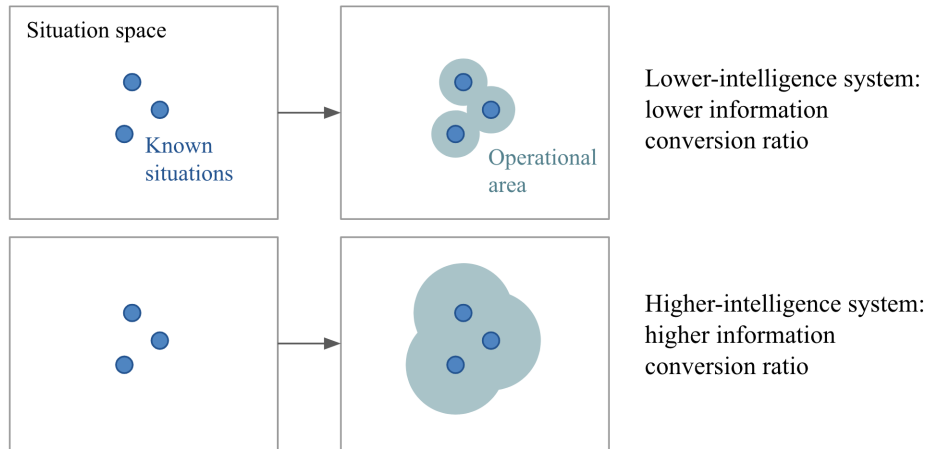 Situation space
Known
situations
Operational
area
Lower-intelligence system:
lower information
conversion ratio
Higher-intelligence system:
higher information
conversion ratio